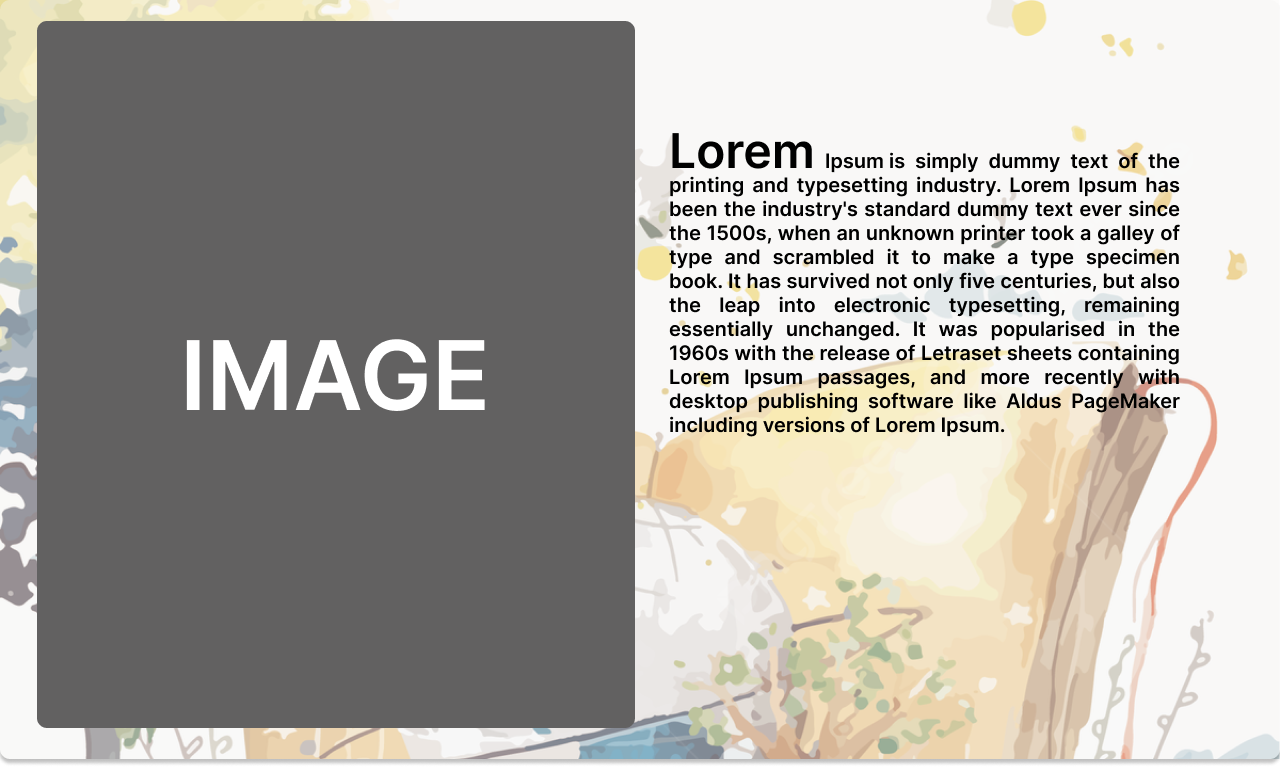 IMAGE
Lorem Ipsum is simply dummy text of the
printing and typesetting industry. Lorem Ipsum has
been the industry's standard dummy text ever since
the 1500s, when an unknown printer took a galley of
type and scrambled it to make a type specimen
book. It has survived not only five centuries, but also
the leap into electronic typesetting, remaining
essentially unchanged. It was popularised in the
1960s with the release of Letraset sheets containing
Lorem Ipsum passages, and more recently with
desktop publishing software like Aldus PageMaker
including versions of Lorem Ipsum.